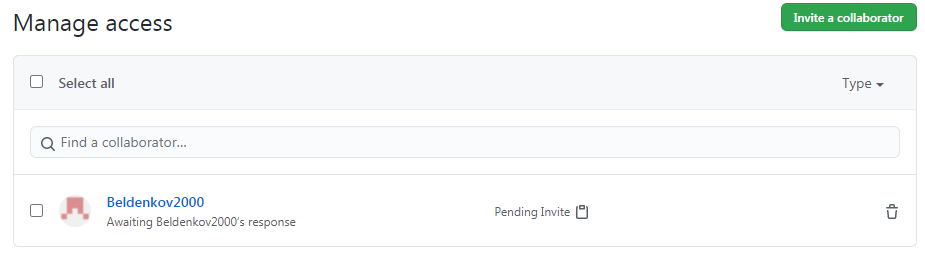 Manage access
Invite a collaborator
Select all
Type
Find a collaborator...
Beldenkov2000
Awaiting Beldenkov2000's response
Pending Invite